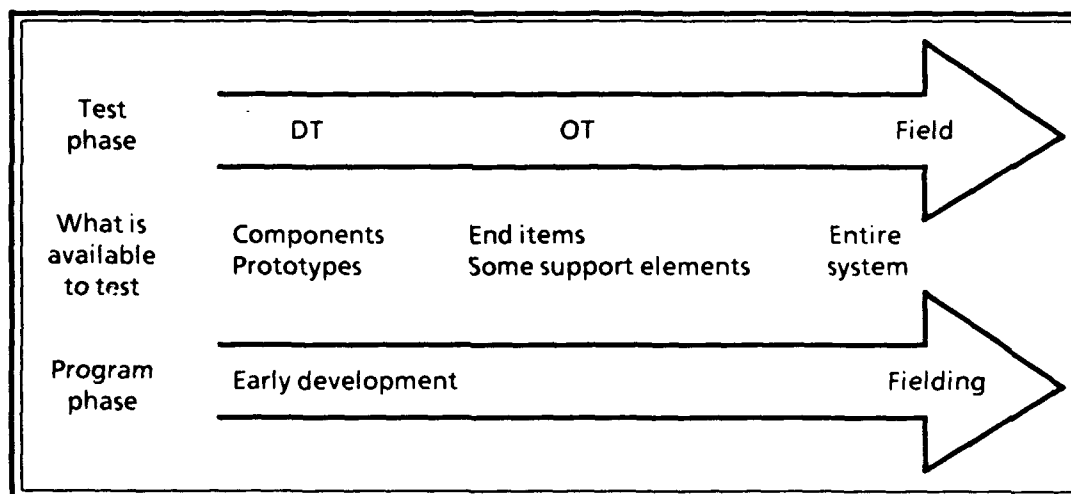 Test
phase
DT
OT
Field
What is
available
to test
Components
Prototypes
End items
Some support elements
Entire
system
Program
phase
Early development
Fielding